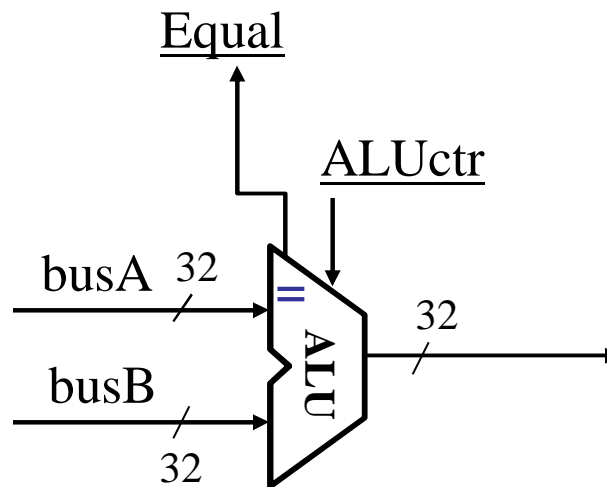 Equal
ALUctr
busA
32
=
32
ALU
busB
32